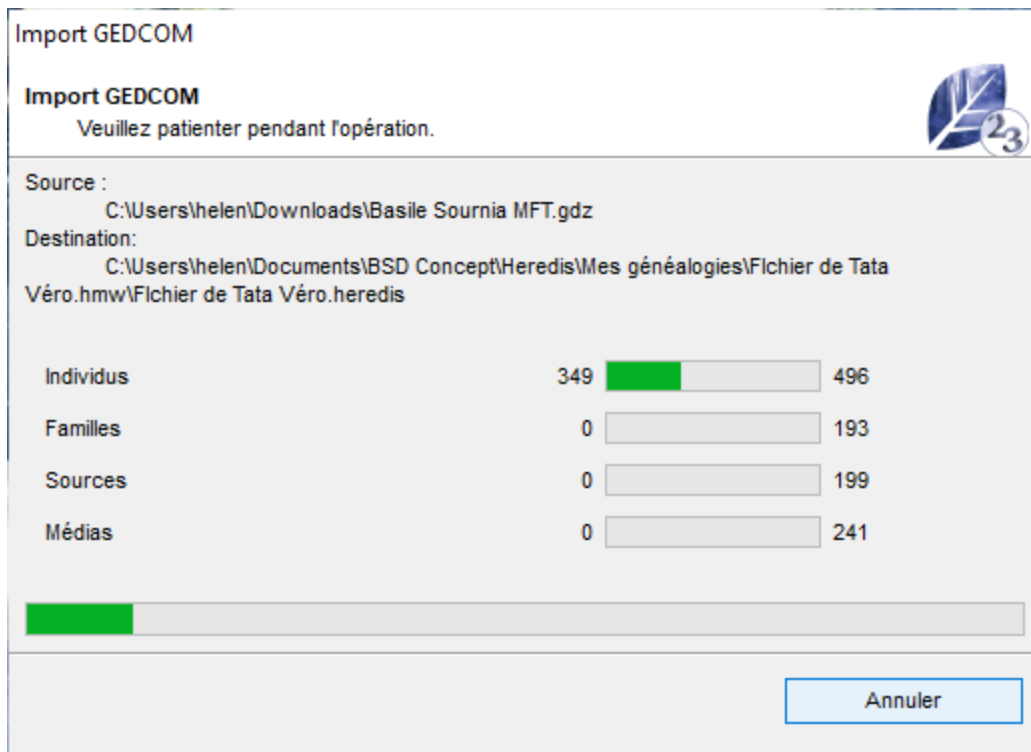 Import GEDCOM
Import GEDCOM
Veuillez patienter pendant l'opération.
23
Source :
C:\Users\helen\Downloads\Basile Sournia MFT.gdz
Destination:
C:\Users\helen\Documents\BSD Concept\Heredis\Mes généalogies\FIchier de Tata
Véro.hmw\FIchier de Tata Véro.heredis
Individus 349 496
Familles 0 193
Sources 0 199
Médias 0 241
Annuler